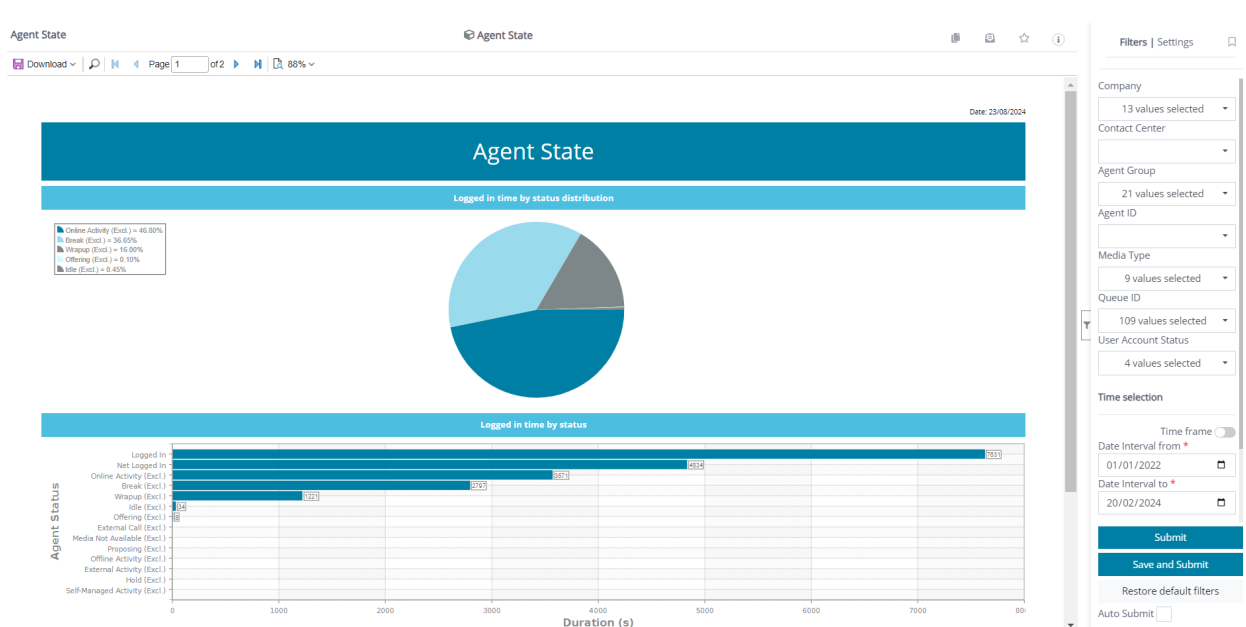 Agent State
Agent State
Filters | Settings
Download
Page 1 of 2
88%
Date: 23/08/2024
Agent State
Logged in time by status distribution
Online Activity (Excl.) = 46.80%
Break (Excl.) = 36.65%
Wrapup (Excl.) = 16.00%
Offering (Excl.) = 0.10%
Idle (Excl.) = 0.45%
Logged in time by status
Agent Status
Logged In
7631
Net Logged In
4834
Online Activity (Excl.)
3571
Break (Excl.)
2797
Wrapup (Excl.)
1221
Idle (Excl.)
34
Offering (Excl.)
8
External Call (Excl.)
Media Not Available (Excl.)
Proposing (Excl.)
Offline Activity (Excl.)
External Activity (Excl.)
Hold (Excl.)
Self-Managed Activity (Excl.)
0 1000 2000 3000 4000 5000 6000 7000 80
Duration (s)
Company
13 values selected
Contact Center
Agent Group
21 values selected
Agent ID
Media Type
9 values selected
Queue ID
109 values selected
User Account Status
4 values selected
Time selection
Time frame
Date Interval from *
01/01/2022
Date Interval to *
20/02/2024
Submit
Save and Submit
Restore default filters
Auto Submit